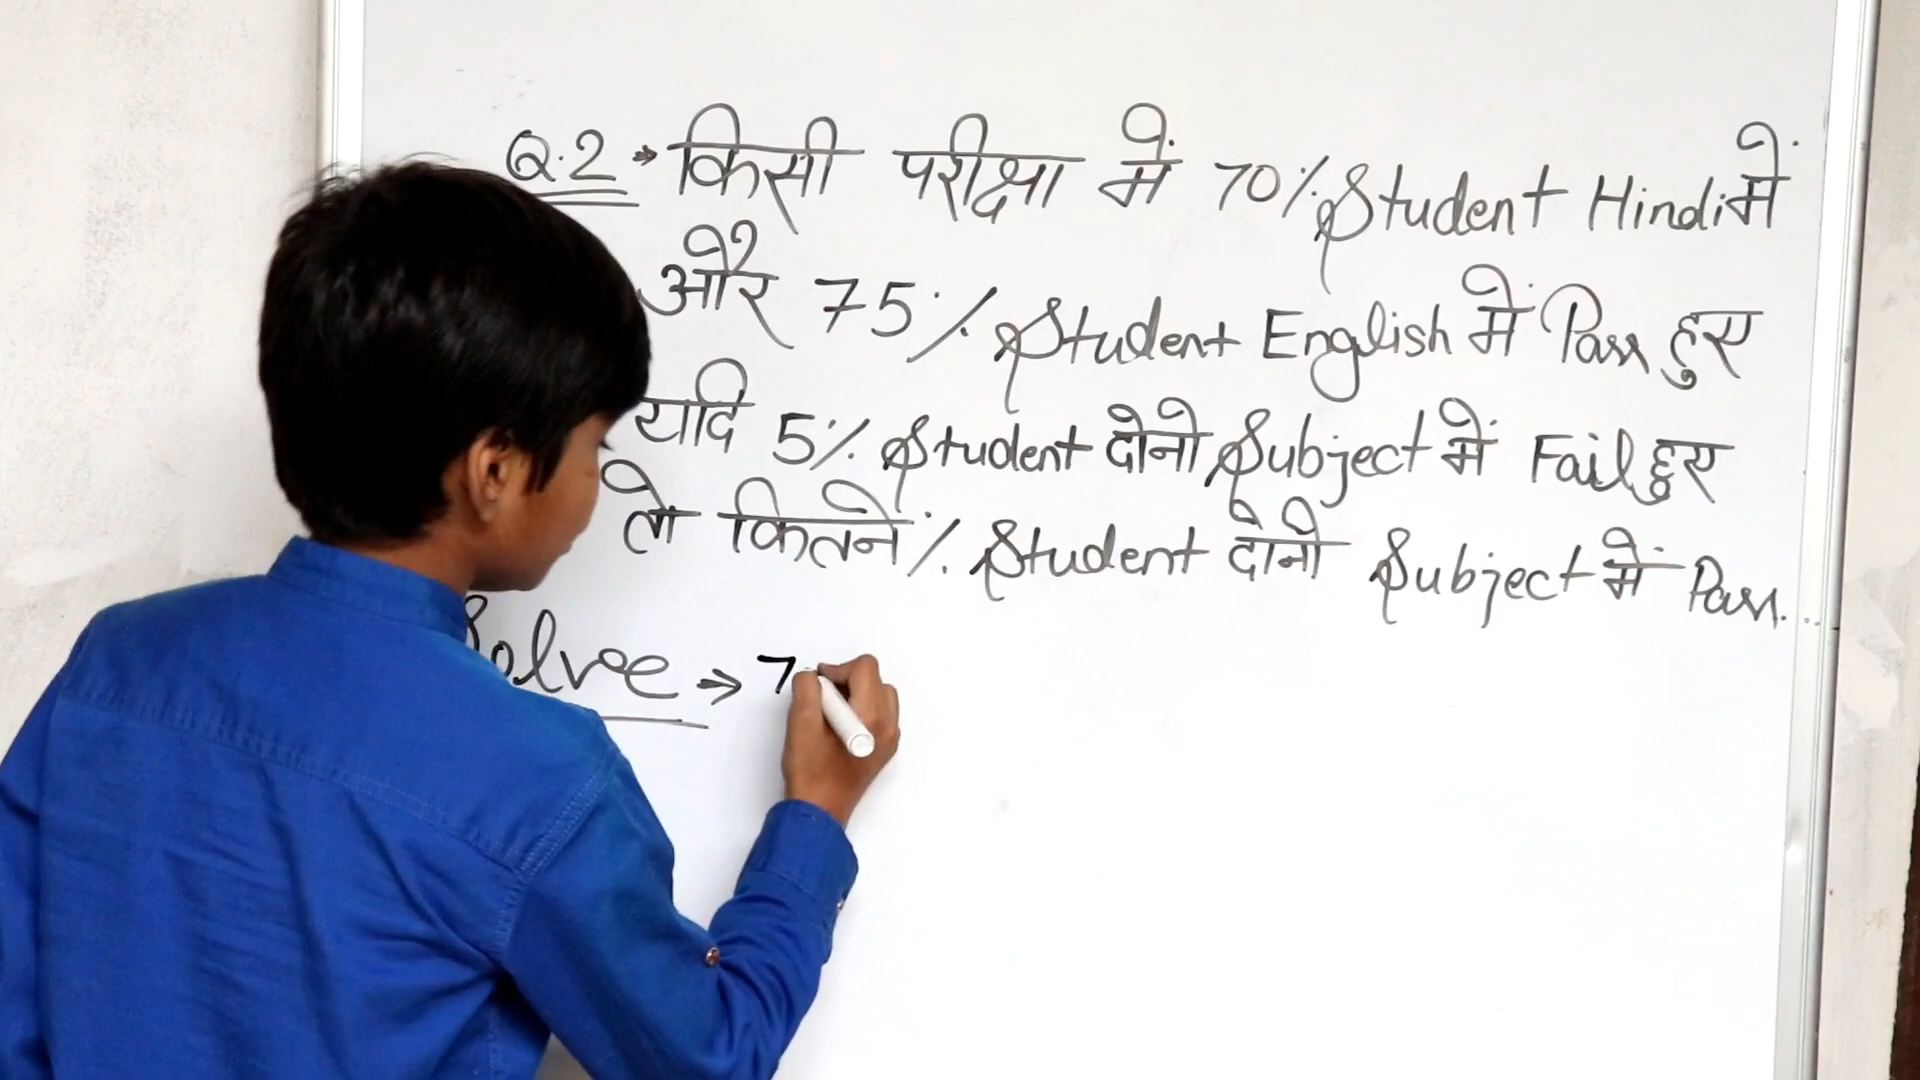 Q.2 → किसी परीक्षा में 70% Student Hindi में
और 75% Student English में Pass हुए
यदि 5% Student दोनो Subject में Fail हुए
तो कितने % Student दोनो Subject में Pass.
Solve ⇒ 7